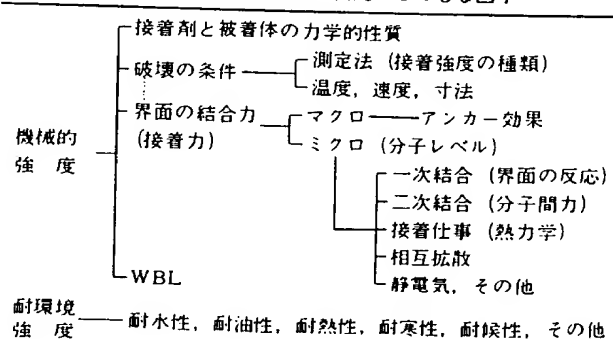 接着剤と被着体の力学的性質
破壊の条件 測定法（接着強度の種類）
温度，速度，寸法
界面の結合力 マクロ アンカー効果
（接着力） ミクロ（分子レベル）
機械的
強 度
一次結合（界面の反応）
二次結合（分子間力）
接着仕事（熱力学）
相互拡散
WBL 静電気，その他
耐環境
強 度 耐水性，耐油性，耐熱性，耐寒性，耐候性，その他